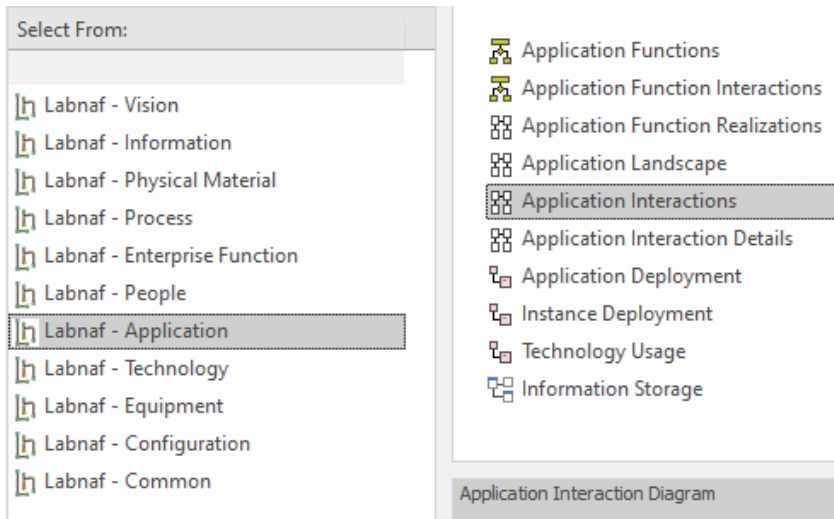 Select From:
Labnaf - Vision
Labnaf - Information
Labnaf - Physical Material
Labnaf - Process
Labnaf - Enterprise Function
Labnaf - People
Labnaf - Application
Labnaf - Technology
Labnaf - Equipment
Labnaf - Configuration
Labnaf - Common
Application Functions
Application Function Interactions
Application Function Realizations
Application Landscape
Application Interactions
Application Interaction Details
Application Deployment
Instance Deployment
Technology Usage
Information Storage
Application Interaction Diagram